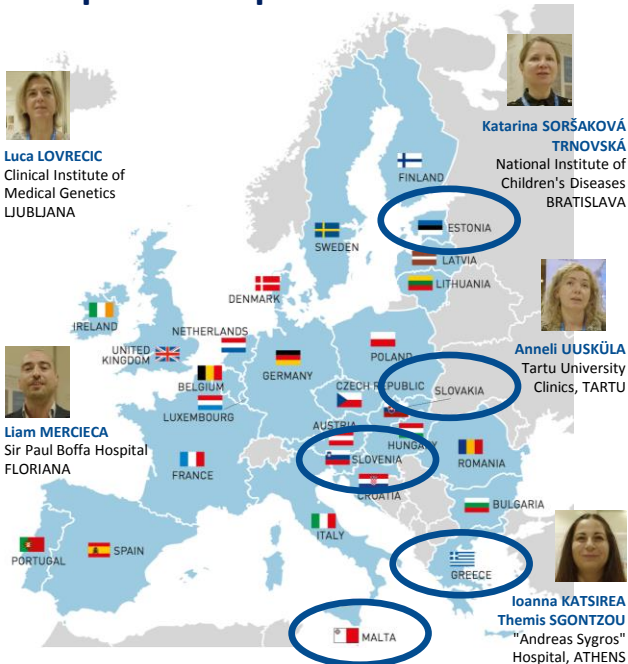 Luca LOVRECIC
Clinical Institute of
Medical Genetics
LJUBLJANA
Katarina SORŠAKOVÁ
TRNOVSKÁ
National Institute of
Children's Diseases
BRATISLAVA
FINLAND
ESTONIA
SWEDEN
LATVIA
LITHUANIA
DENMARK
IRELAND
NETHERLANDS
UNITED
KINGDOM
POLAND
GERMANY
BELGIUM
Anneli UUSKÜLA
Tartu University
Clinics, TARTU
CZECH REPUBLIC
SLOVAKIA
LUXEMBOURG
AUSTRIA
HUNGARY
Liam MERCIECA
Sir Paul Boffa Hospital
FLORIANA
SLOVENIA
ROMANIA
FRANCE
CROATIA
BULGARIA
ITALY
PORTUGAL
SPAIN
GREECE
Ioanna KATSIREA
Themis SGONTZOU
"Andreas Sygros"
Hospital, ATHENS
MALTA